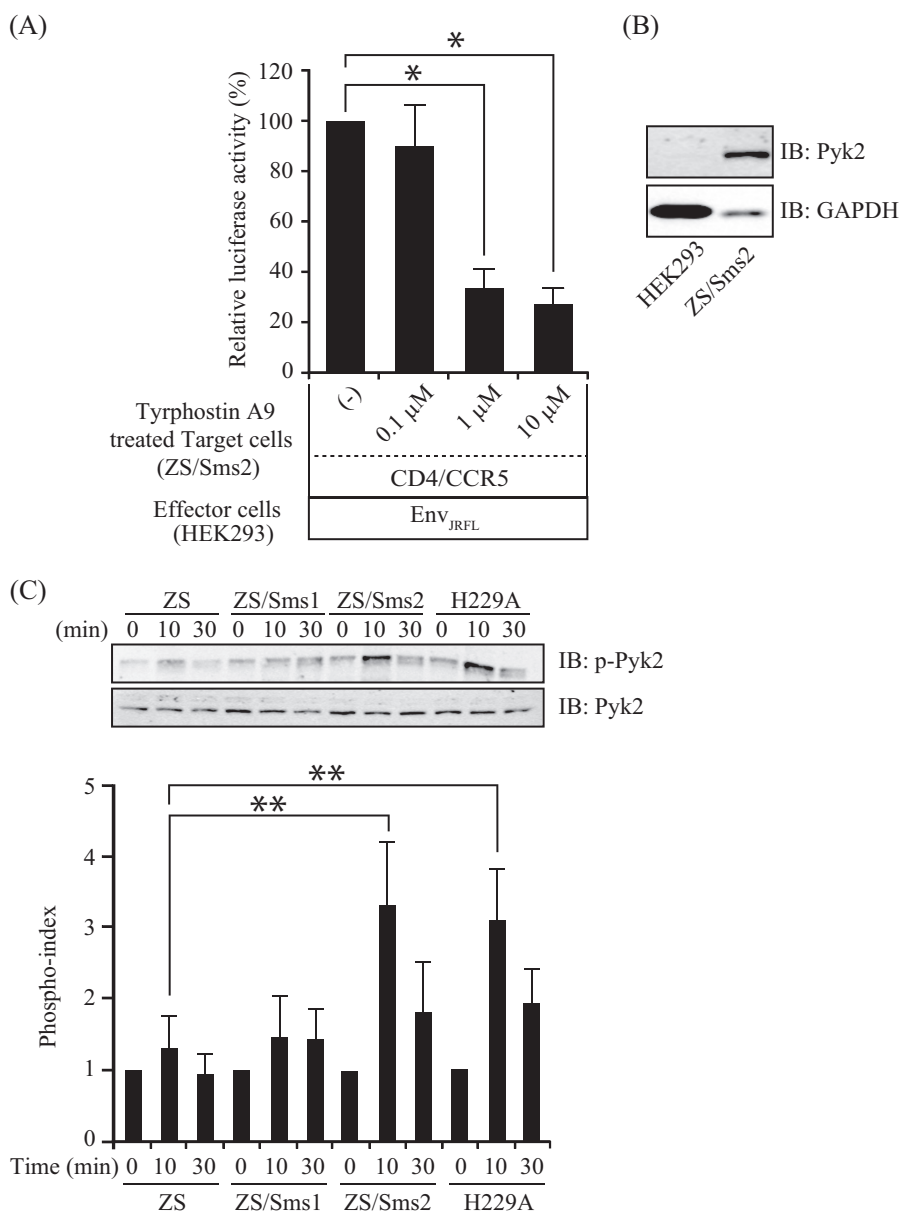 (A)
*
*
Relative luciferase activity (%)
120
100
80
60
40
20
0
(-)
0.1 μM
1 μM
10 μM
Tyrphostin A9
treated Target cells
(ZS/Sms2)
CD4/CCR5
Effector cells
(HEK293)
Env JRFL
(B)
IB: Pyk2
IB: GAPDH
HEK293
ZS/Sms2
(C)
ZS ZS/Sms1 ZS/Sms2 H229A
(min) 0 10 30 0 10 30 0 10 30 0 10 30
IB: p-Pyk2
IB: Pyk2
**
**
Phospho-index
5
4
3
2
1
0
Time (min) 0 10 30 0 10 30 0 10 30 0 10 30
ZS ZS/Sms1 ZS/Sms2 H229A